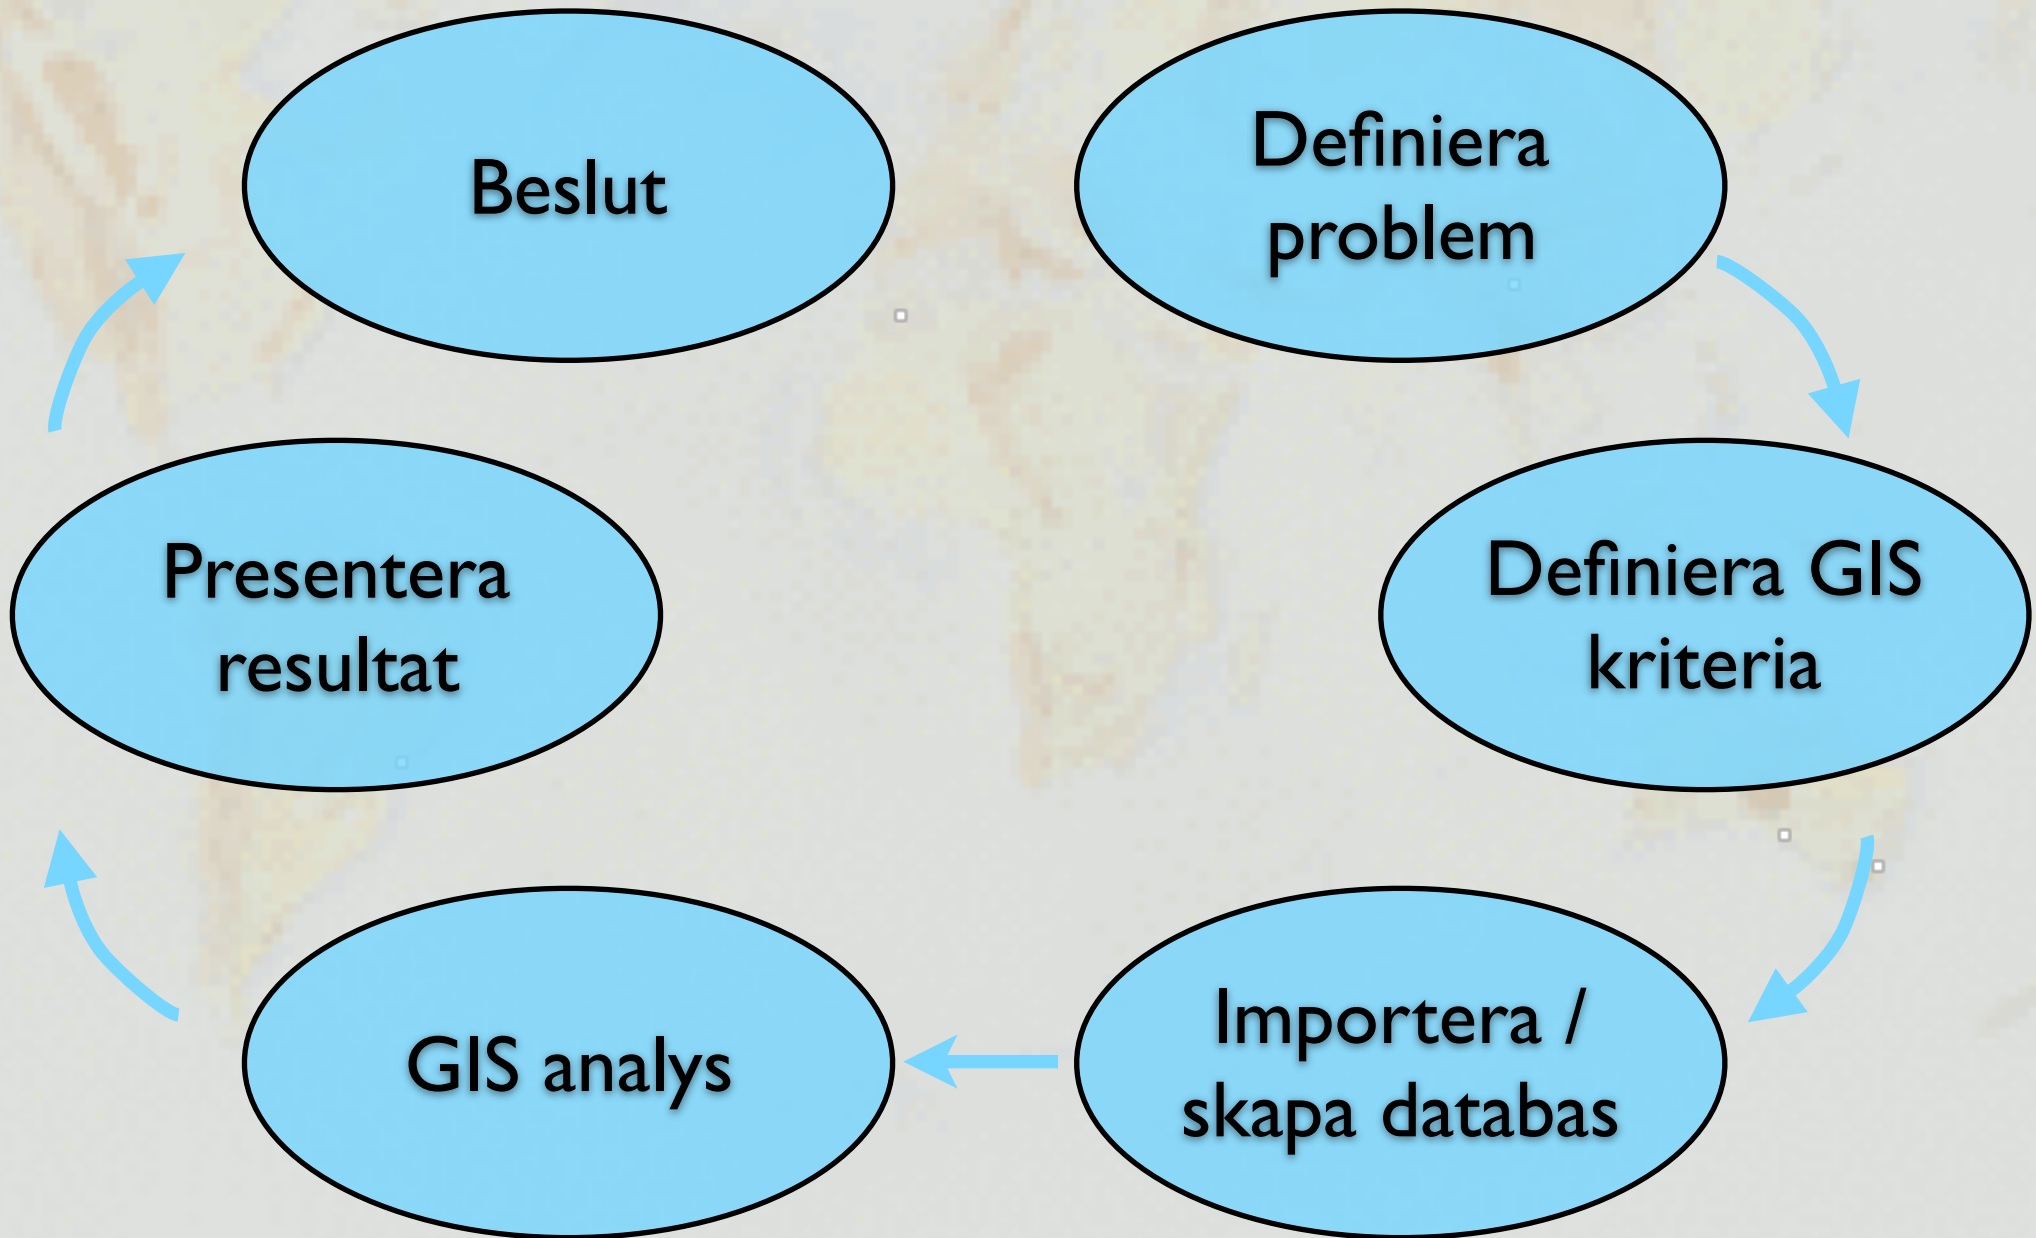 Beslut
Definiera
problem
Definiera GIS
kriteria
Importera /
skapa databas
GIS analys
Presentera
resultat